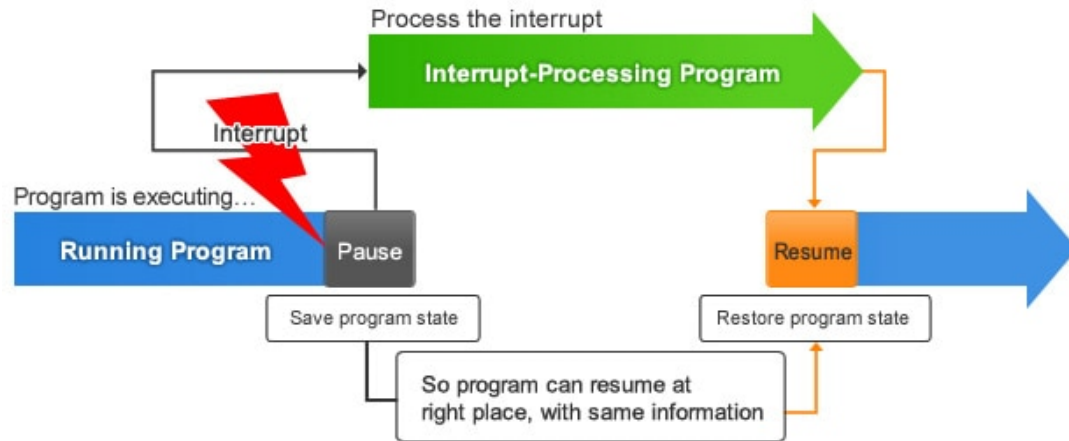 Process the interrupt
Interrupt-Processing Program
Interrupt
Program is executing…
Running Program
Pause
Resume
Save program state
Restore program state
So program can resume at
right place, with same information